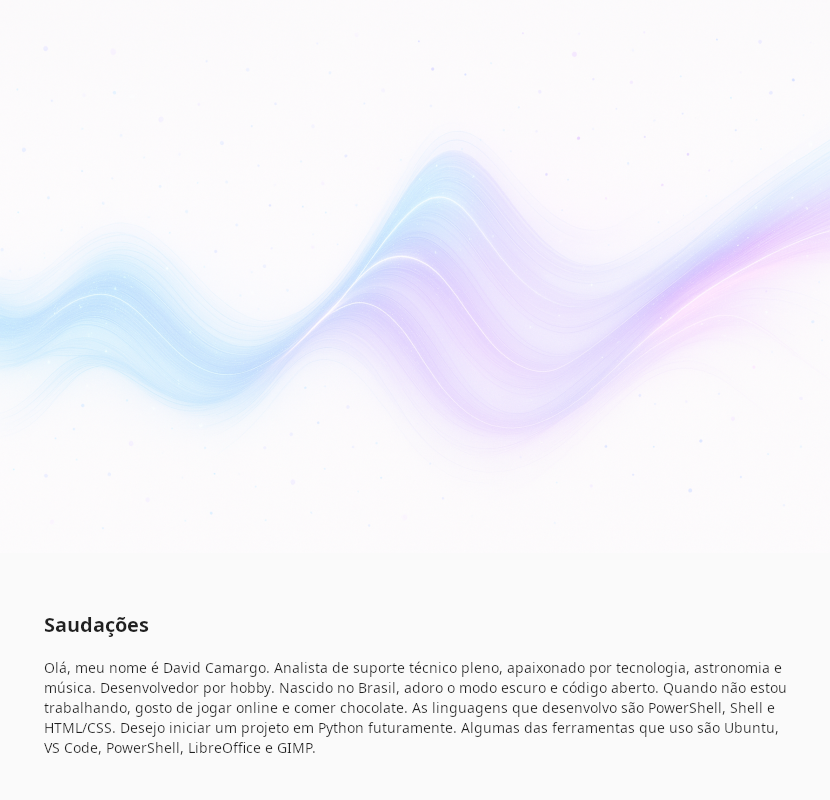 Saudações
Olá, meu nome é David Camargo. Analista de suporte técnico pleno, apaixonado por tecnologia, astronomia e
música. Desenvolvedor por hobby. Nascido no Brasil, adoro o modo escuro e código aberto. Quando não estou
trabalhando, gosto de jogar online e comer chocolate. As linguagens que desenvolvo são PowerShell, Shell e
HTML/CSS. Desejo iniciar um projeto em Python futuramente. Algumas das ferramentas que uso são Ubuntu,
VS Code, PowerShell, LibreOffice e GIMP.